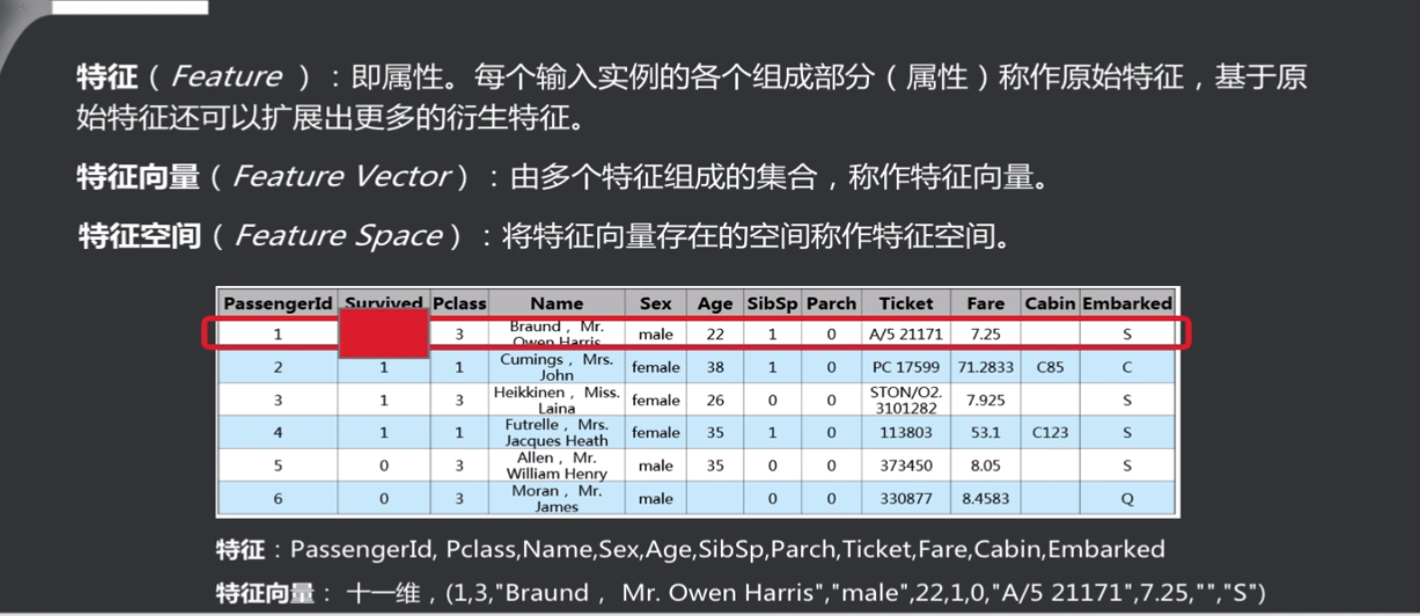 特征（Feature）：即属性。每个输入实例的各个组成部分（属性）称作原始特征，基于原
始特征还可以扩展出更多的衍生特征。
特征向量（Feature Vector）：由多个特征组成的集合，称作特征向量。
特征空间（Feature Space）：将特征向量存在的空间称作特征空间。
PassengerId Survived Pclass Name Sex Age SibSp Parch Ticket Fare Cabin Embarked
1 3 Braund， Mr. Owen Harris male 22 1 0 A/5 21171 7.25 S
2 1 1 Cumings， Mrs. John female 38 1 0 PC 17599 71.2833 C85 C
3 1 3 Heikkinen， Miss. Laina female 26 0 0 STON/O2. 3101282 7.925 S
4 1 1 Futrelle， Mrs. Jacques Heath female 35 1 0 113803 53.1 C123 S
5 0 3 Allen， Mr. William Henry male 35 0 0 373450 8.05 S
6 0 3 Moran， Mr. James male 0 0 330877 8.4583 Q
特征：PassengerId, Pclass,Name,Sex,Age,SibSp,Parch,Ticket,Fare,Cabin,Embarked
特征向量： 十一维，(1,3,"Braund， Mr. Owen Harris","male",22,1,0,"A/5 21171",7.25,"","S")